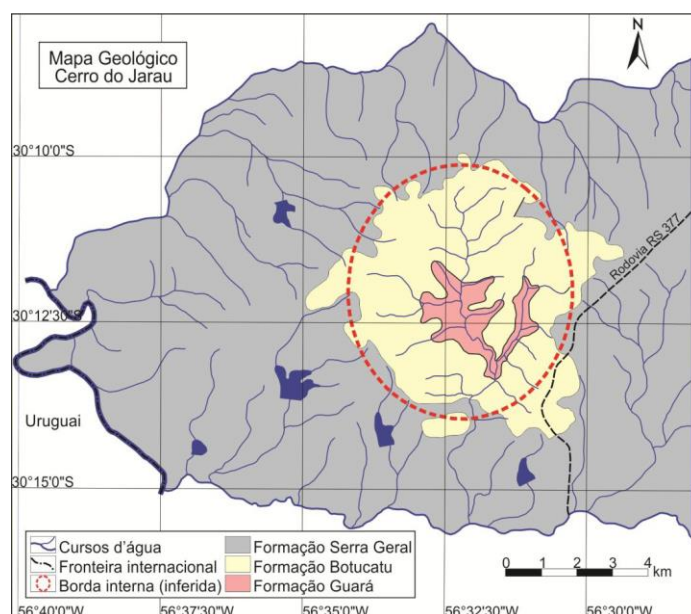 Mapa Geológico
Cerro do Jarau
N
30°10'0"S
Rodovia RS 377
30°12'30"S
Uruguai
30°15'0"S
Cursos d'água
Fronteira internacional
Borda interna (inferida)
Formação Serra Geral
Formação Botucatu
Formação Guará
0 1 2 3 4
km
56°40'0"O 56°37'30"O 56°35'0"O 56°32'30"O 56°30'0"O